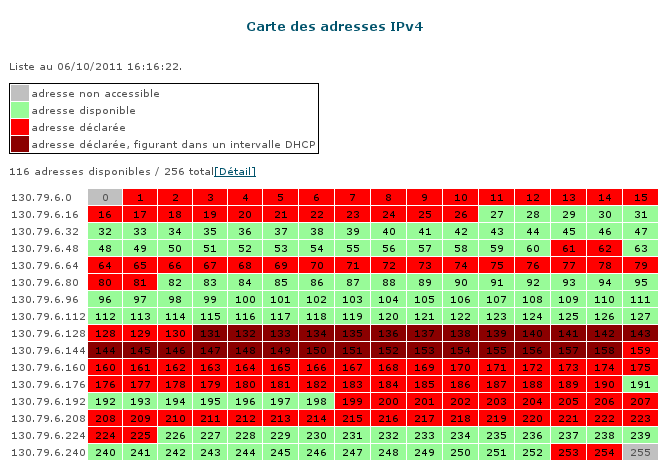 Carte des adresses IPv4
Liste au 06/10/2011 16:16:22.
adresse non accessible
adresse disponible
adresse déclarée
adresse déclarée, figurant dans un intervalle DHCP
116 adresses disponibles / 256 total[Détail]
130.79.6.0 0 1 2 3 4 5 6 7 8 9 10 11 12 13 14 15
130.79.6.16 16 17 18 19 20 21 22 23 24 25 26 27 28 29 30 31
130.79.6.32 32 33 34 35 36 37 38 39 40 41 42 43 44 45 46 47
130.79.6.48 48 49 50 51 52 53 54 55 56 57 58 59 60 61 62 63
130.79.6.64 64 65 66 67 68 69 70 71 72 73 74 75 76 77 78 79
130.79.6.80 80 81 82 83 84 85 86 87 88 89 90 91 92 93 94 95
130.79.6.96 96 97 98 99 100 101 102 103 104 105 106 107 108 109 110 111
130.79.6.112 112 113 114 115 116 117 118 119 120 121 122 123 124 125 126 127
130.79.6.128 128 129 130 131 132 133 134 135 136 137 138 139 140 141 142 143
130.79.6.144 144 145 146 147 148 149 150 151 152 153 154 155 156 157 158 159
130.79.6.160 160 161 162 163 164 165 166 167 168 169 170 171 172 173 174 175
130.79.6.176 176 177 178 179 180 181 182 183 184 185 186 187 188 189 190 191
130.79.6.192 192 193 194 195 196 197 198 199 200 201 202 203 204 205 206 207
130.79.6.208 208 209 210 211 212 213 214 215 216 217 218 219 220 221 222 223
130.79.6.224 224 225 226 227 228 229 230 231 232 233 234 235 236 237 238 239
130.79.6.240 240 241 242 243 244 245 246 247 248 249 250 251 252 253 254 255